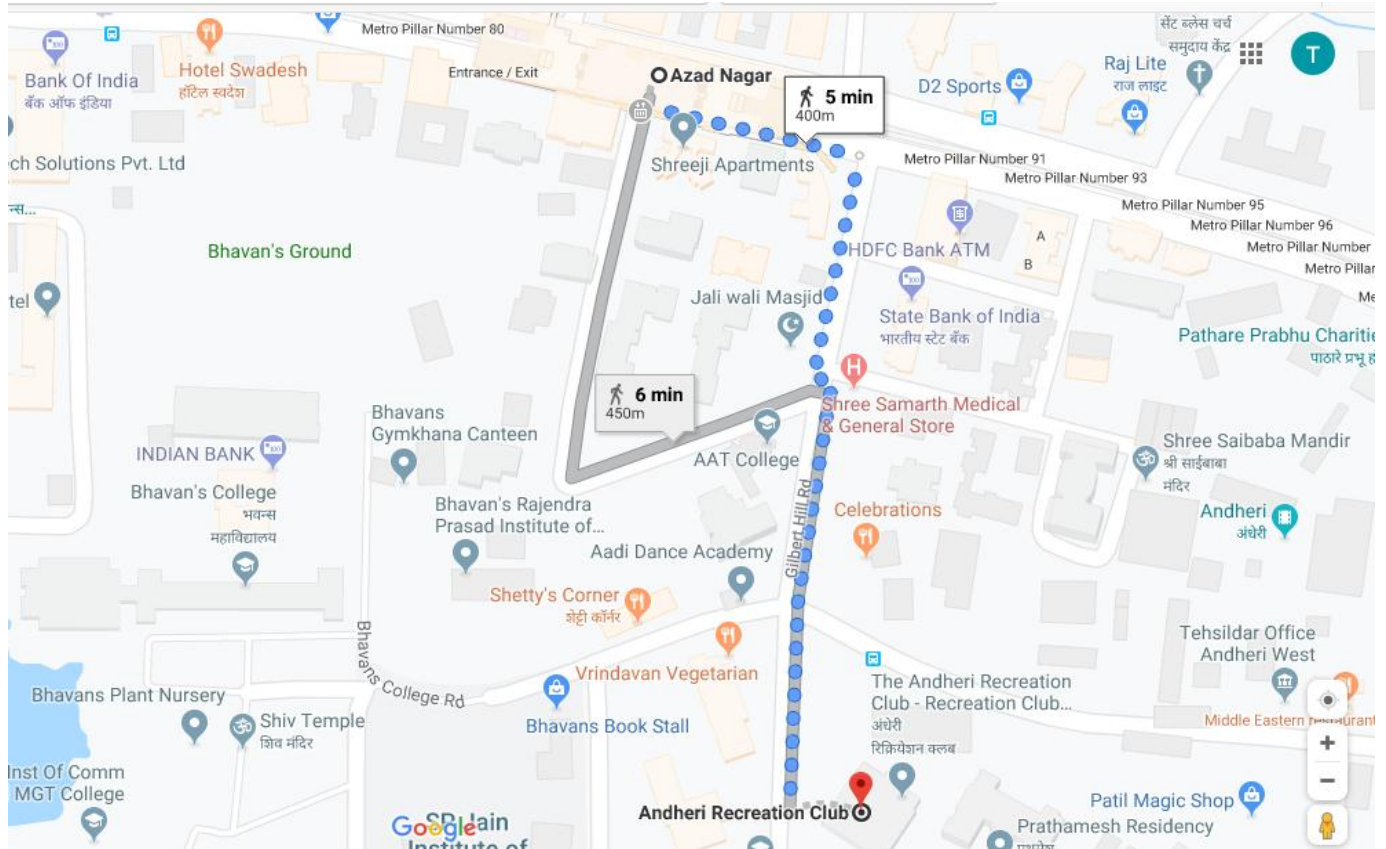 Metro Pillar Number 80
सेंट ब्लेस चर्च
समुदाय केंद्र
T
Bank Of India
बैंक ऑफ इंडिया
Hotel Swadesh
हॉटेल स्वदेश
Entrance / Exit
Azad Nagar
5 min
400m
D2 Sports
Raj Lite
राज लाइट
ch Solutions Pvt. Ltd
Shreeji Apartments
Metro Pillar Number 91
Metro Pillar Number 93
Metro Pillar Number 95
Metro Pillar Number 96
Metro Pillar Number
Metro Pillar
Me
Bhavan's Ground
HDFC Bank ATM
A
B
tel
Jali wali Masjid
State Bank of India
भारतीय स्टेट बँक
Pathare Prabhu Charitie
6 min
450m
Bhavans
Gymkhana Canteen
H
Shree Samarth Medical
& General Store
INDIAN BANK
AAT College
Shree Saibaba Mandir
श्री साईबाबा
मंदिर
Bhavan's College
भवन्स
महाविद्यालय
Bhavan's Rajendra
Prasad Institute of...
Gilbert Hill Rd
Celebrations
Andheri
अंधेरी
Aadi Dance Academy
Shetty's Corner
शेट्टी कॉर्नर
Bhavans College Rd
Tehsildar Office
Andheri West
Vrindavan Vegetarian
The Andheri Recreation
Club - Recreation Club...
अंधेरी
रिक्रियेशन क्लब
Bhavans Plant Nursery
Shiv Temple
शिव मंदिर
Bhavans Book Stall
Middle Eastern
Inst Of Comm
MGT College
Andheri Recreation Club
Patil Magic Shop
Prathamesh Residency
Google
Jain
Institute of